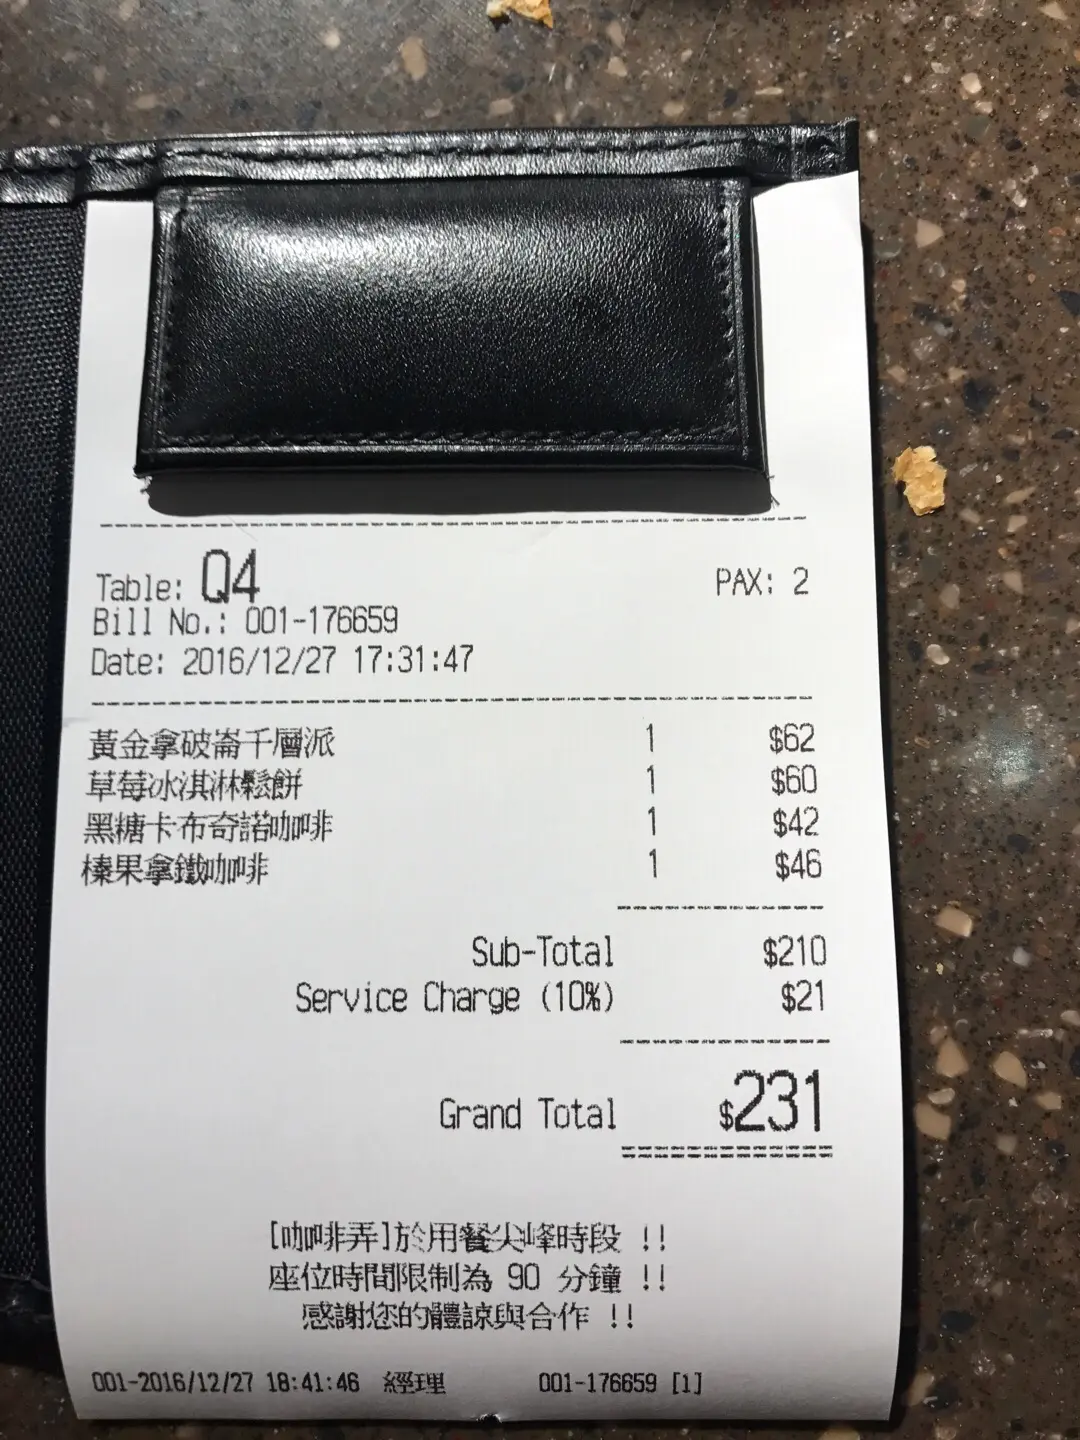 Table: Q4 PAX: 2
Bill No.: 001-176659
Date: 2016/12/27 17:31:47
黃金拿破崙千層派 1 $62
草莓冰淇淋鬆餅 1 $60
黑糖卡布奇諾咖啡 1 $42
榛果拿鐵咖啡 1 $46
Sub-Total $210
Service Charge (10%) $21
Grand Total $231
[咖啡弄]於用餐尖峰時段 !!
座位時間限制為 90 分鐘 !!
感謝您的體諒與合作 !!
001-2016/12/27 18:41:46 經理 001-176659 [1]